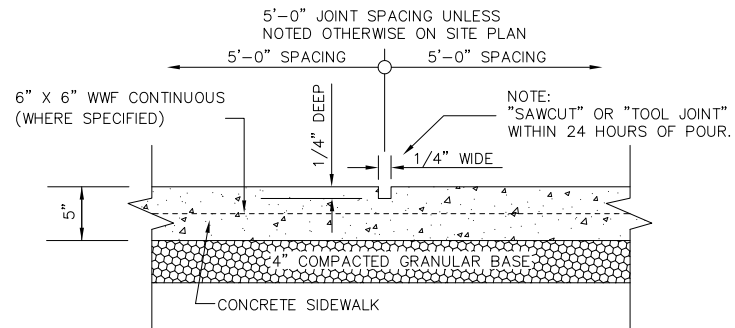 5'-0" JOINT SPACING UNLESS
NOTED OTHERWISE ON SITE PLAN
5'-0" SPACING
5'-0" SPACING
6" X 6" WWF CONTINUOUS
(WHERE SPECIFIED)
1/4" DEEP
NOTE:
"SAWCUT" OR "TOOL JOINT"
WITHIN 24 HOURS OF POUR.
1/4" WIDE
5"
4" COMPACTED GRANULAR BASE
CONCRETE SIDEWALK